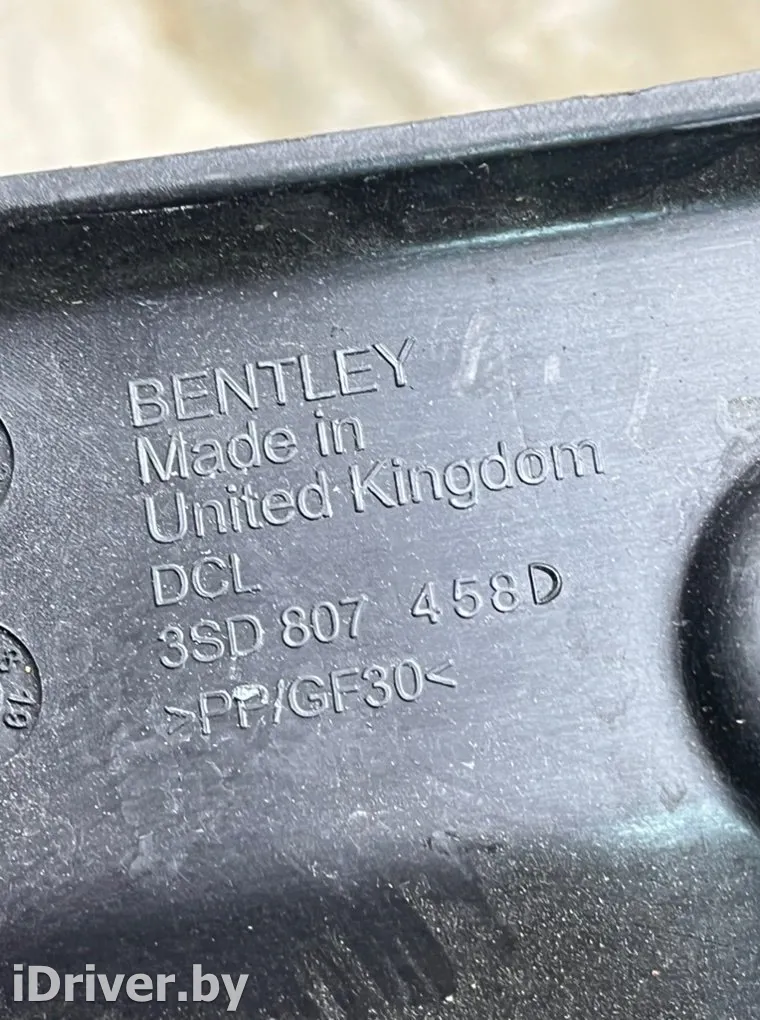 BENTLEY
Made in
United Kingdom
DCL
3SD 807 458D
>PP/GF30<
iDriver.by